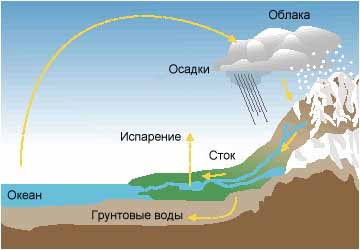 Облака
Осадки
Испарение
Сток
Океан
Грунтовые воды